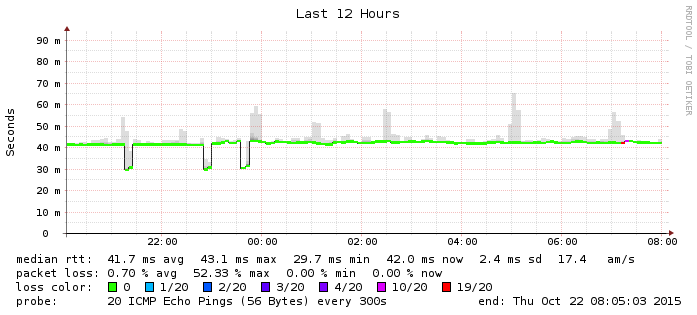 Last 12 Hours
RRDTOOL / TOBI OETIKER
Seconds
90 m
80 m
70 m
60 m
50 m
40 m
30 m
20 m
10 m
0
22:00 00:00 02:00 04:00 06:00 08:00
median rtt: 41.7 ms avg 43.1 ms max 29.7 ms min 42.0 ms now 2.4 ms sd 17.4 am/s
packet loss: 0.70 % avg 52.33 % max 0.00 % min 0.00 % now
loss color: 0 1/20 2/20 3/20 4/20 10/20 19/20
probe: 20 ICMP Echo Pings (56 Bytes) every 300s end: Thu Oct 22 08:05:03 2015